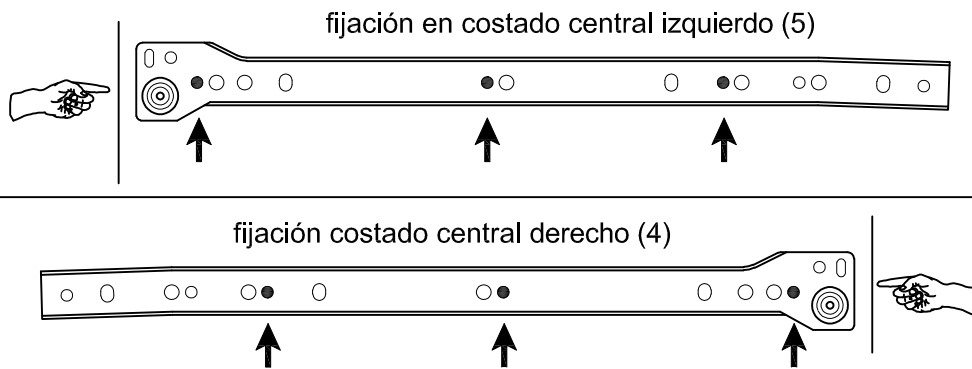 fijación en costado central izquierdo (5)
fijación costado central derecho (4)